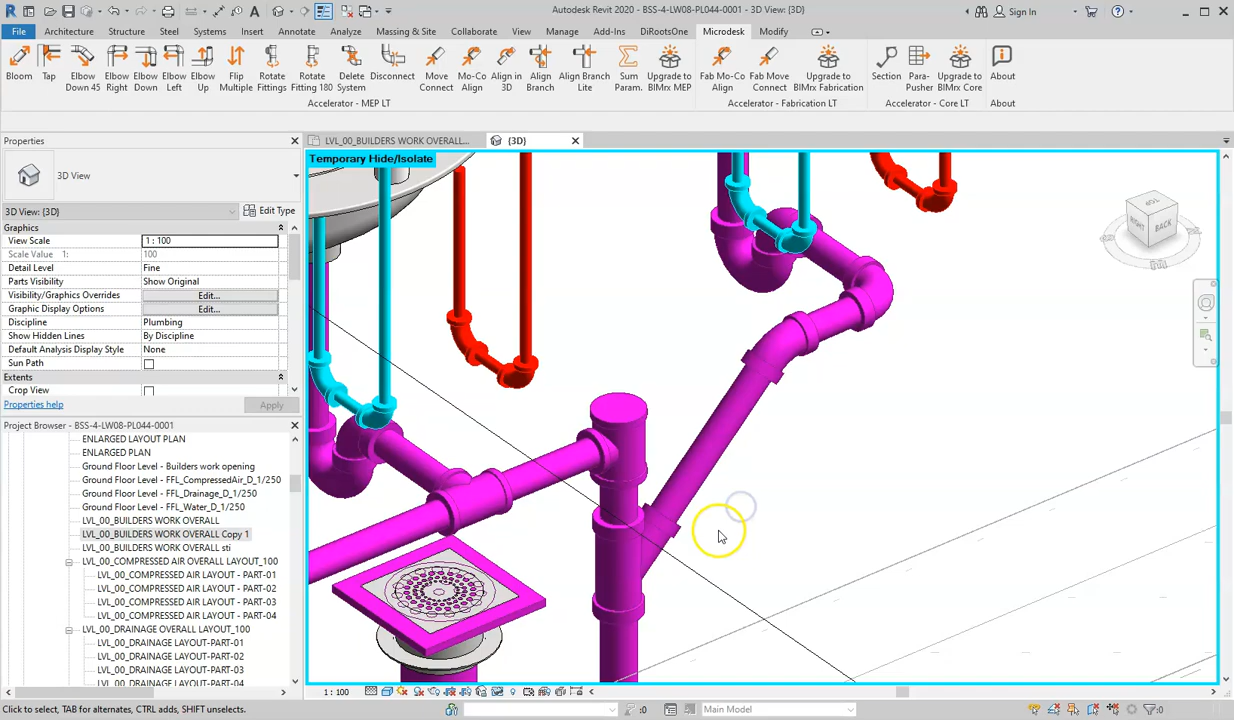 Autodesk Revit 2020 - BSS-4-LW08-PL044-0001 - 3D View: {3D}
Sign In
File Architecture Structure Steel Systems Insert Annotate Analyze Massing & Site Collaborate View Manage Add-Ins DiRootsOne Microdesk Modify
Bloom Tap Elbow Down 45 Elbow Right Elbow Down Elbow Left Elbow Up Flip Multiple Rotate Fittings Rotate Fitting 180 Delete System Disconnect Move Connect Mo-Co Align Align in 3D Align Branch Align Branch Lite Sum Param. Upgrade to BIMrx MEP Fab Mo-Co Align Fab Move Connect Upgrade to BIMrx Fabrication Section Para-Pusher Upgrade to BIMrx Core About
Accelerator - MEP LT Accelerator - Fabrication LT Accelerator - Core LT About
Properties
LVL_00_BUILDERS WORK OVERALL...
{3D}
Temporary Hide/Isolate
3D View
3D View: {3D}
Edit Type
Graphics
View Scale 1 : 100
Scale Value 1: 100
Detail Level Fine
Parts Visibility Show Original
Visibility/Graphics Overrides Edit...
Graphic Display Options Edit...
Discipline Plumbing
Show Hidden Lines By Discipline
Default Analysis Display Style None
Sun Path
Extents
Crop View
Properties help Apply
TOP
RIGHT BACK
Project Browser - BSS-4-LW08-PL044-0001
ENLARGED LAYOUT PLAN
ENLARGED PLAN
Ground Floor Level - Builders work opening
Ground Floor Level - FFL_CompressedAir_D_1/250
Ground Floor Level - FFL_Drainage_D_1/250
Ground Floor Level - FFL_Water_D_1/250
LVL_00_BUILDERS WORK OVERALL
LVL_00_BUILDERS WORK OVERALL Copy 1
LVL_00_BUILDERS WORK OVERALL sti
LVL_00_COMPRESSED AIR OVERALL LAYOUT_100
LVL_00_COMPRESSED AIR LAYOUT - PART-01
LVL_00_COMPRESSED AIR LAYOUT - PART-02
LVL_00_COMPRESSED AIR LAYOUT - PART-03
LVL_00_COMPRESSED AIR LAYOUT - PART-04
LVL_00_DRAINAGE OVERALL LAYOUT_100
LVL_00_DRAINAGE LAYOUT-PART-01
LVL_00_DRAINAGE LAYOUT-PART-02
LVL_00_DRAINAGE LAYOUT-PART-03
LVL_00_DRAINAGE LAYOUT-PART-04
1 : 100
Click to select, TAB for alternates, CTRL adds, SHIFT unselects.
:0
Main Model
:0